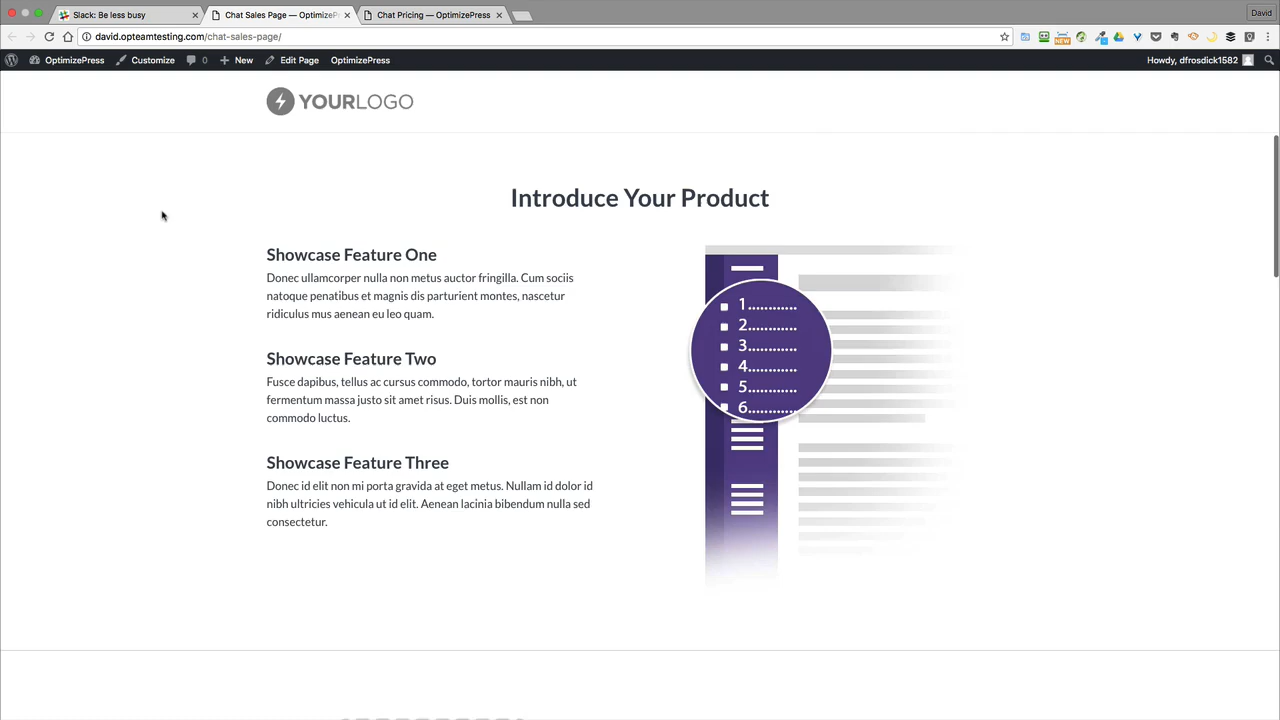 Slack: Be less busy
Chat Sales Page — OptimizeP
Chat Pricing — OptimizePress
David
david.opteamtesting.com/chat-sales-page/
NEW
OptimizePress
Customize
0
New
Edit Page
OptimizePress
Howdy, dfrosdick1582
YOURLOGO
Introduce Your Product
Showcase Feature One
Donec ullamcorper nulla non metus auctor fringilla. Cum sociis
natoque penatibus et magnis dis parturient montes, nascetur
ridiculus mus aenean eu leo quam.
Showcase Feature Two
Fusce dapibus, tellus ac cursus commodo, tortor mauris nibh, ut
fermentum massa justo sit amet risus. Duis mollis, est non
commodo luctus.
Showcase Feature Three
Donec id elit non mi porta gravida at eget metus. Nullam id dolor id
nibh ultricies vehicula ut id elit. Aenean lacinia bibendum nulla sed
consectetur.
1............
2............
3............
4............
5............
6............